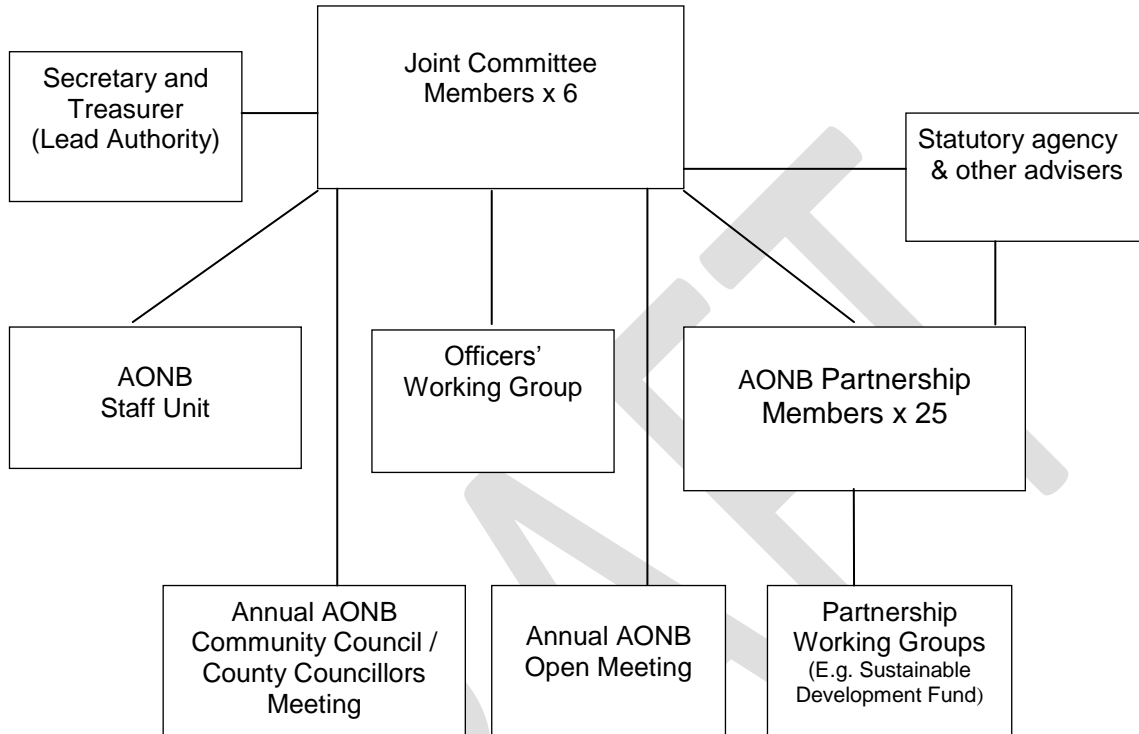 Joint Committee
Members x 6
Secretary and
Treasurer
(Lead Authority)
Statutory agency
& other advisers
AONB
Staff Unit
Officers’
Working Group
AONB Partnership
Members x 25
Annual AONB
Community Council /
County Councillors
Meeting
Annual AONB
Open Meeting
Partnership
Working Groups
(E.g. Sustainable
Development Fund)